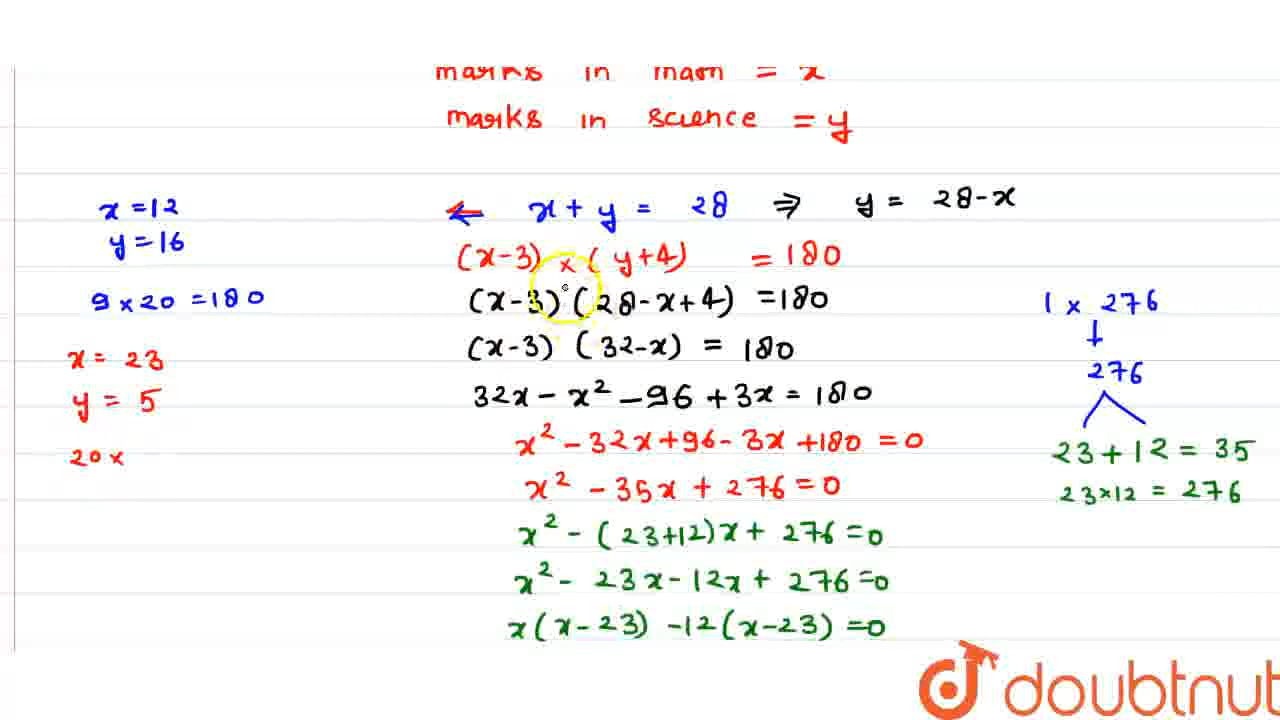 marks in math = x
marks in science = y
x = 12
y = 16
9 × 20 = 180
x = 23
y = 5
20 ×
← x + y = 28 ⇒ y = 28 - x
(x-3) × (y+4) = 180
(x-3) (28-x+4) = 180
(x-3) (32-x) = 180
32x - x² - 96 + 3x = 180
x² - 32x + 96 - 3x + 180 = 0
x² - 35x + 276 = 0
x² - (23+12)x + 276 = 0
x² - 23x - 12x + 276 = 0
x(x-23) - 12(x-23) = 0
1 × 276
↓
276
23 + 12 = 35
23 × 12 = 276
doubtnut